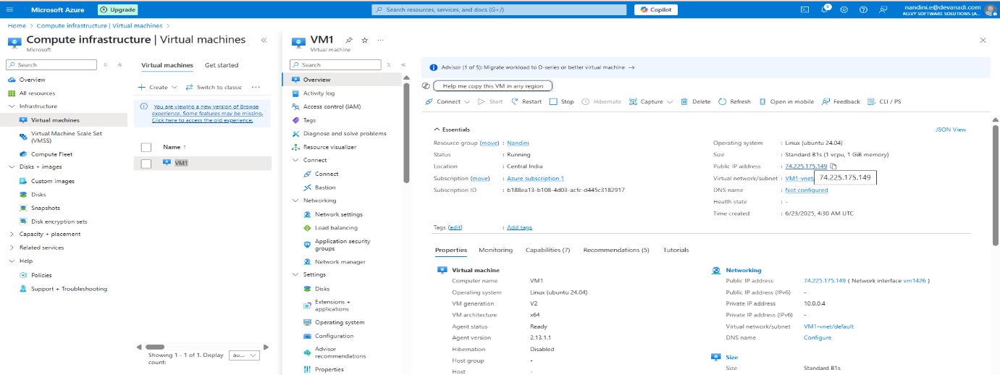 Microsoft Azure
Upgrade
Search resources, services, and docs (G+/)
Copilot
nandini.e@devanadi.com
ALLVY SOFTWARE SOLUTIONS (A...
Home > Compute infrastructure | Virtual machines >
Compute infrastructure | Virtual machines
Microsoft
Search
Overview
All resources
Infrastructure
Virtual machines
Virtual Machine Scale Set
(VMSS)
Compute Fleet
Disks + images
Custom images
Disks
Snapshots
Disk encryption sets
Capacity + placement
Related services
Help
Policies
Support + Troubleshooting
Virtual machines Get started
Create Switch to classic ...
You are viewing a new version of Browse
experience. Some features may be missing.
Click here to access the old experience.
Name ↑
VM1
Showing 1 - 1 of 1. Display
count:
au...
VM1
Virtual machine
Search
Overview
Activity log
Access control (IAM)
Tags
Diagnose and solve problems
Resource visualizer
Connect
Connect
Bastion
Networking
Network settings
Load balancing
Application security
groups
Network manager
Settings
Disks
Extensions +
applications
Operating system
Configuration
Advisor
recommendations
Properties
Advisor (1 of 5): Migrate workload to D-series or better virtual machine →
Help me copy this VM in any region
Connect Start Restart Stop Hibernate Capture Delete Refresh Open in mobile Feedback CLI / PS
Essentials
JSON View
Resource group (move) : Nandini
Status : Running
Location : Central India
Subscription (move) : Azure subscription 1
Subscription ID : b188ea13-b108-4d03-acfc-d445c3182917
Operating system : Linux (ubuntu 24.04)
Size : Standard B1s (1 vcpu, 1 GiB memory)
Public IP address : 74.225.175.149
Virtual network/subnet : VM1-vnet/
74.225.175.149
DNS name : Not configured
Health state : -
Time created : 6/23/2025, 4:30 AM UTC
Tags (edit) : Add tags
Properties Monitoring Capabilities (7) Recommendations (5) Tutorials
Virtual machine
Computer name VM1
Operating system Linux (ubuntu 24.04)
VM generation V2
VM architecture x64
Agent status Ready
Agent version 2.13.1.1
Hibernation Disabled
Host group -
Host -
Networking
Public IP address 74.225.175.149 ( Network interface vm1426 )
Public IP address (IPv6) -
Private IP address 10.0.0.4
Private IP address (IPv6) -
Virtual network/subnet VM1-vnet/default
DNS name Configure
Size
Size Standard B1s